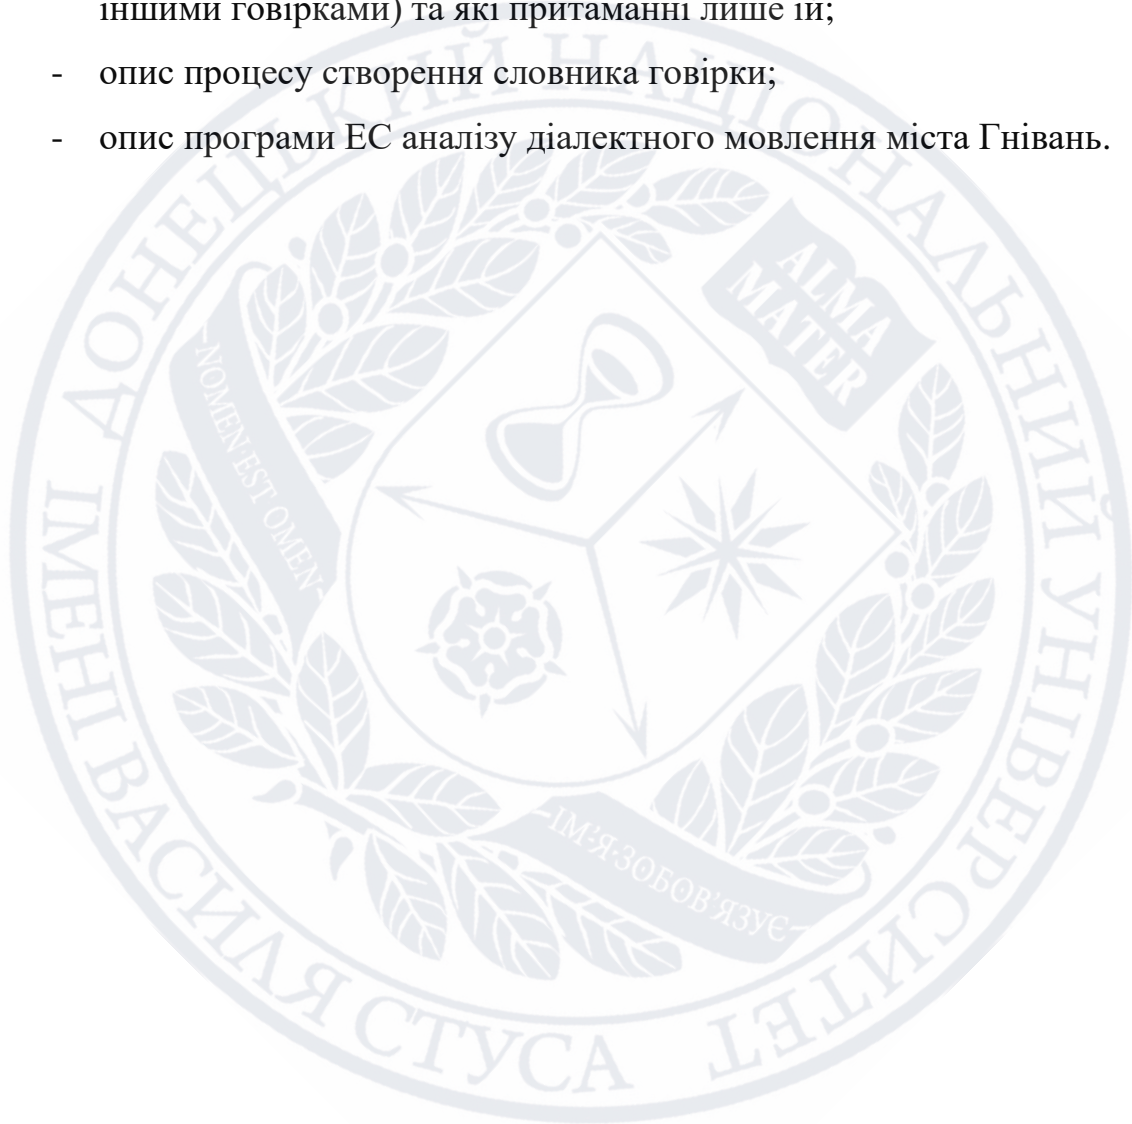 іншими говірками) та які притаманні лише їй;
- опис процесу створення словника говірки;
- опис програми ЕС аналізу діалектного мовлення міста Гнівань.
ДОНЕЦЬКИЙ НАЦІОНАЛЬНИЙ УНІВЕРСИТЕТ
ІМЕНІ ВАСИЛЯ СТУСА
ALMA
MATER
NOMEN·EST·OMEN
ІМ'Я·ЗОБОВ'ЯЗУЄ